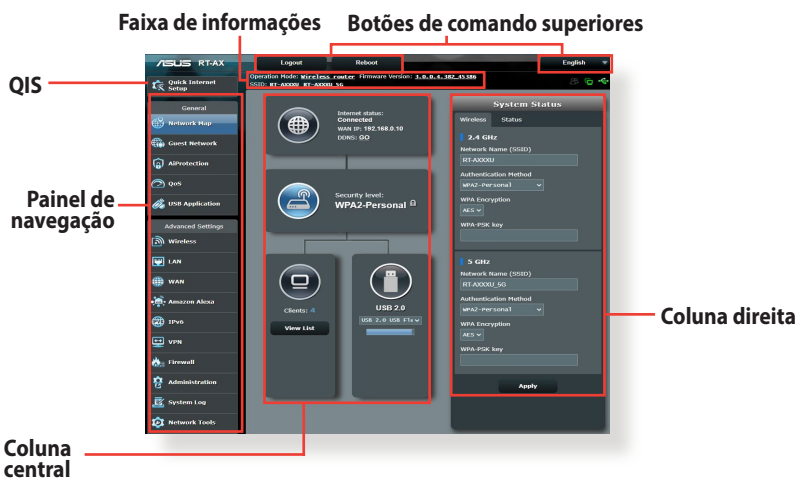 Faixa de informações
Botões de comando superiores
QIS
Painel de
navegação
Coluna
central
Coluna direita
ASUS RT-AX
Logout
Reboot
English
Quick Internet
Setup
Operation Mode: Wireless router Firmware Version: 3.0.0.4.382_45386
SSID: RT-AXXXU RT-AXXXU_5G
General
Network Map
Guest Network
AiProtection
QoS
USB Application
Advanced Settings
Wireless
LAN
WAN
Amazon Alexa
IPv6
VPN
Firewall
Administration
System Log
Network Tools
Internet status:
Connected
WAN IP: 192.168.0.10
DDNS: GO
Security level:
WPA2-Personal
Clients: 4
View List
USB 2.0
USB 2.0 USB Fla
System Status
Wireless
Status
2.4 GHz
Network Name (SSID)
RT-AXXXU
Authentication Method
WPA2-Personal
WPA Encryption
AES
WPA-PSK key
5 GHz
Network Name (SSID)
RT-AXXXU_5G
Authentication Method
WPA2-Personal
WPA Encryption
AES
WPA-PSK key
Apply